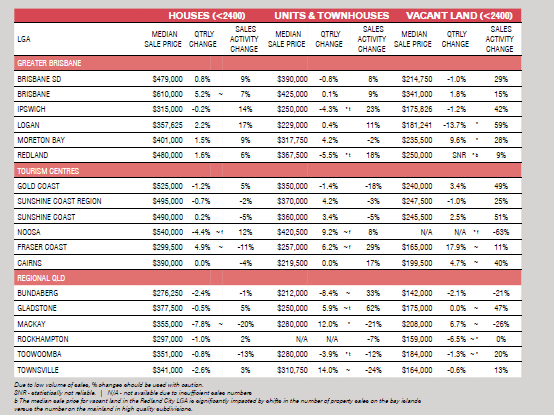 HOUSES (<2400) UNITS & TOWNHOUSES VACANT LAND (<2400)
LGA MEDIAN SALE PRICE QTRLY CHANGE SALES ACTIVITY CHANGE MEDIAN SALE PRICE QTRLY CHANGE SALES ACTIVITY CHANGE MEDIAN SALE PRICE QTRLY CHANGE SALES ACTIVITY CHANGE
GREATER BRISBANE
BRISBANE SD $479,000 0.8% 9% $390,000 -0.8% 8% $214,750 -1.0% 29%
BRISBANE $610,000 5.2% ~ 7% $425,000 0.1% 9% $341,000 1.8% 15%
IPSWICH $315,000 -0.2% 14% $250,000 -4.3% 23% $175,826 -1.2% 42%
LOGAN $357,625 2.2% 17% $229,000 0.4% 11% $181,241 -13.7% * 59%
MORETON BAY $401,000 1.5% 9% $317,750 4.2% -2% $235,500 9.6% * 28%
REDLAND $480,000 1.6% 6% $367,500 -5.5% 18% $250,000 SNR 9%
TOURISM CENTRES
GOLD COAST $525,000 -1.2% 5% $350,000 -1.4% -18% $240,000 3.4% 49%
SUNSHINE COAST REGION $495,000 -0.7% -2% $370,000 4.2% -3% $247,500 -1.0% 25%
SUNSHINE COAST $490,000 0.2% -5% $360,000 3.4% -5% $245,500 2.5% 51%
NOOSA $540,000 -4.4% 12% $420,500 9.2% 8% N/A N/A -63%
FRASER COAST $299,500 4.9% ~ -11% $257,000 6.2% 29% $165,000 17.9% ~ 11%
CAIRNS $390,000 0.0% -4% $219,500 0.0% 17% $199,500 4.7% ~ 40%
REGIONAL QLD
BUNDABERG $276,250 -2.4% -1% $212,000 -8.4% ~ 33% $142,000 -2.1% -21%
GLADSTONE $377,500 -0.5% 5% $250,000 5.9% 62% $175,000 0.0% ~ 47%
MACKAY $355,000 -7.8% ~ -20% $280,000 12.0% * -21% $208,000 6.7% ~ -26%
ROCKHAMPTON $297,000 -1.0% 2% N/A N/A -7% $159,000 -6.5% ~* 0%
TOOWOOMBA $351,000 -0.8% -13% $280,000 -3.9% -12% $184,000 -1.3% ~* 20%
TOWNSVILLE $341,000 -2.6% 3% $310,750 14.0% ~ -24% $164,000 -0.6% 13%
Due to low volume of sales, % changes should be used with caution.
SNR - statistically not reliable. | N/A - not available due to insufficient sales numbers
b The median sale price for vacant land in the Redland City LGA is significantly impacted by shifts in the number of property sales on the bay islands
versus the number on the mainland in high quality subdivisions.